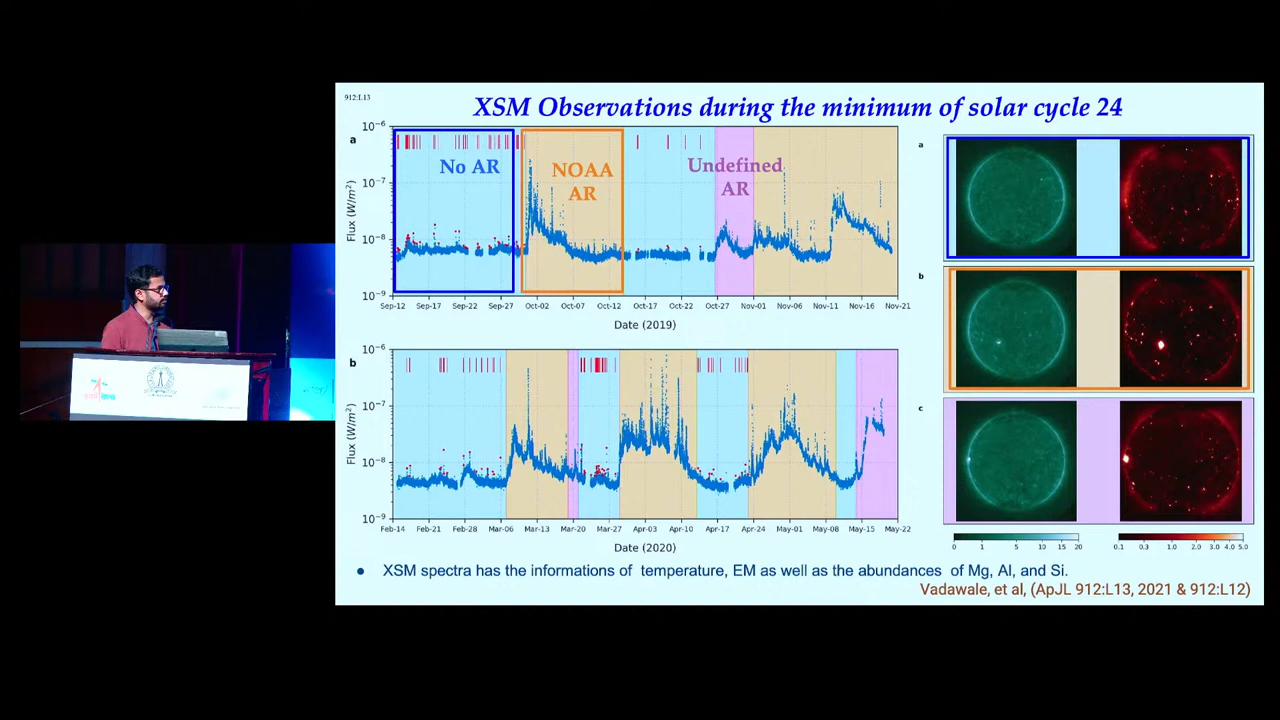 912:L13
XSM Observations during the minimum of solar cycle 24
a
10^-6
10^-7
10^-8
10^-9
Flux (W/m^2)
No AR
NOAA
AR
Undefined
AR
Sep-12 Sep-17 Sep-22 Sep-27 Oct-02 Oct-07 Oct-12 Oct-17 Oct-22 Oct-27 Nov-01 Nov-06 Nov-11 Nov-16 Nov-21
Date (2019)
b
10^-6
10^-7
10^-8
10^-9
Flux (W/m^2)
Feb-14 Feb-21 Feb-28 Mar-06 Mar-13 Mar-20 Mar-27 Apr-03 Apr-10 Apr-17 Apr-24 May-01 May-08 May-15 May-22
Date (2020)
a
b
c
0 1 5 10 15 20
0.1 0.3 1.0 2.0 3.0 4.0 5.0
● XSM spectra has the informations of temperature, EM as well as the abundances of Mg, Al, and Si.
Vadawale, et al, (ApJL 912:L13, 2021 & 912:L12)